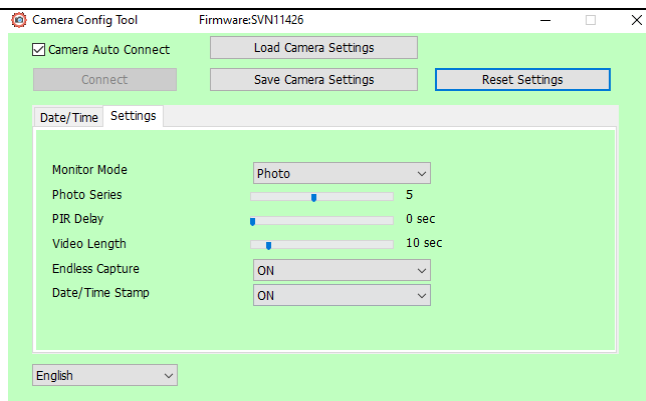 Camera Config Tool Firmware:SVN11426
Camera Auto Connect Load Camera Settings
Connect Save Camera Settings Reset Settings
Date/Time Settings
Monitor Mode Photo
Photo Series 5
PIR Delay 0 sec
Video Length 10 sec
Endless Capture ON
Date/Time Stamp ON
English